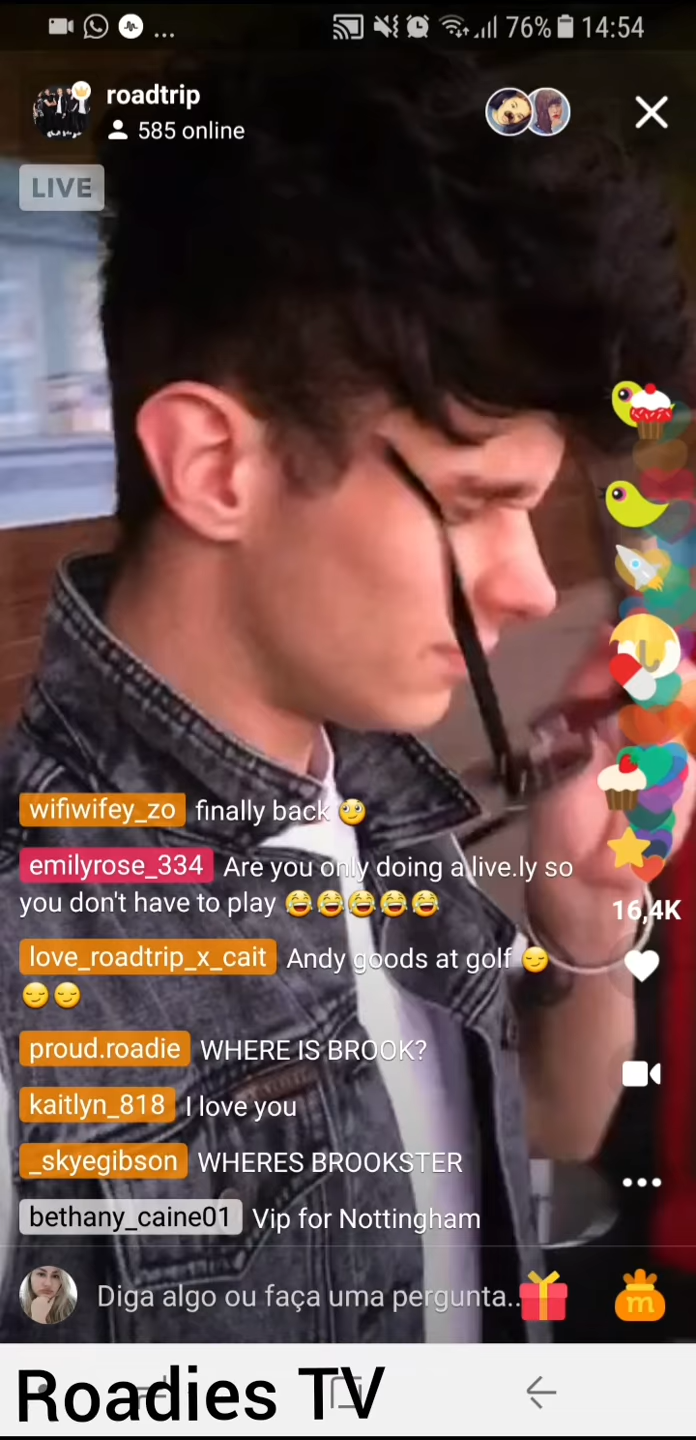 ... 76% 14:54
roadtrip
585 online
LIVE
wifiwifey_zo finally back 🙄
emilyrose_334 Are you only doing a live.ly so
you don't have to play 😂😂😂😂😂
love_roadtrip_x_cait Andy goods at golf 😏
😏😏
16,4K
proud.roadie WHERE IS BROOK?
kaitlyn_818 I love you
_skyegibson WHERES BROOKSTER
bethany_caine01 Vip for Nottingham
Diga algo ou faça uma pergunta..
m
Roadies TV